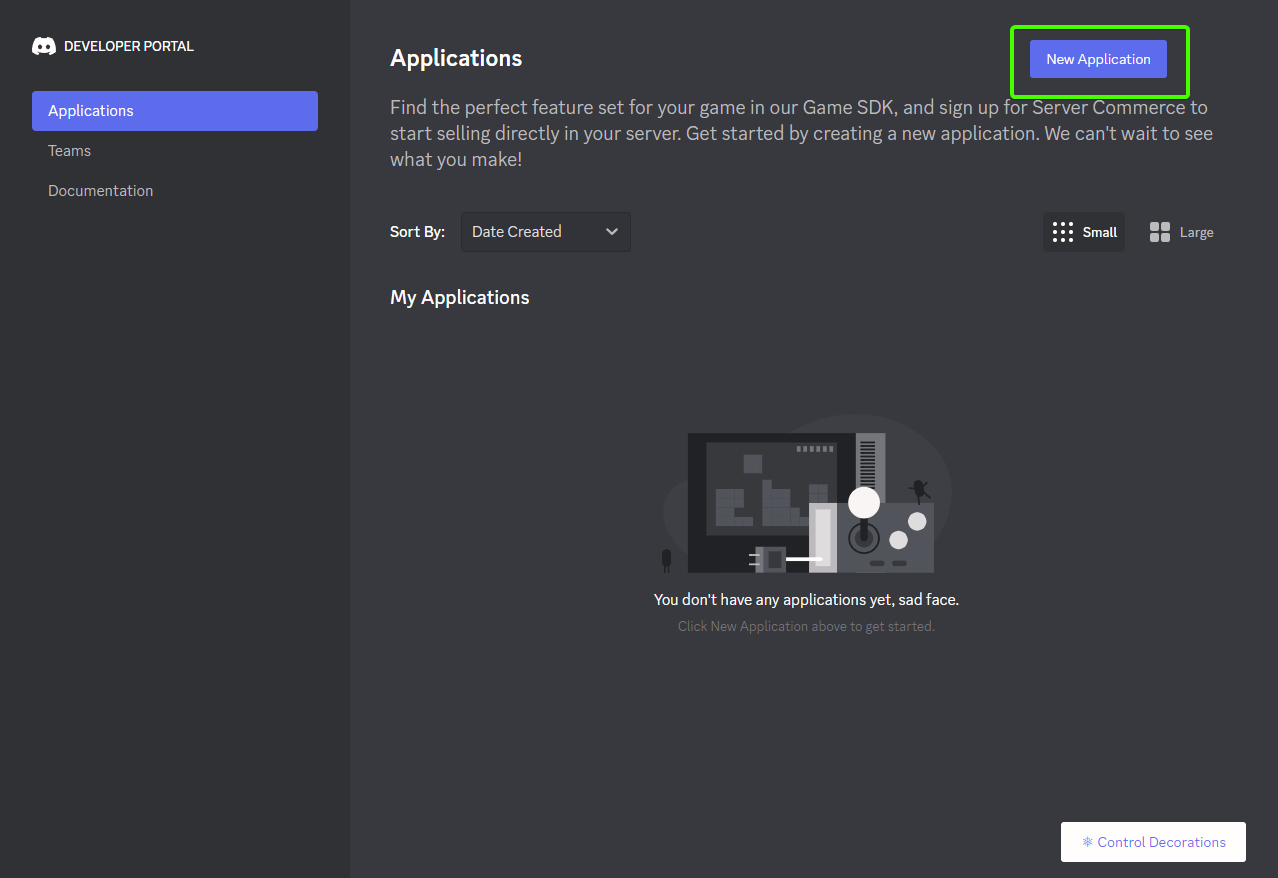 DEVELOPER PORTAL
Applications
Teams
Documentation
Applications
New Application
Find the perfect feature set for your game in our Game SDK, and sign up for Server Commerce to
start selling directly in your server. Get started by creating a new application. We can't wait to see
what you make!
Sort By:
Date Created
Small
Large
My Applications
You don't have any applications yet, sad face.
Click New Application above to get started.
⚛ Control Decorations